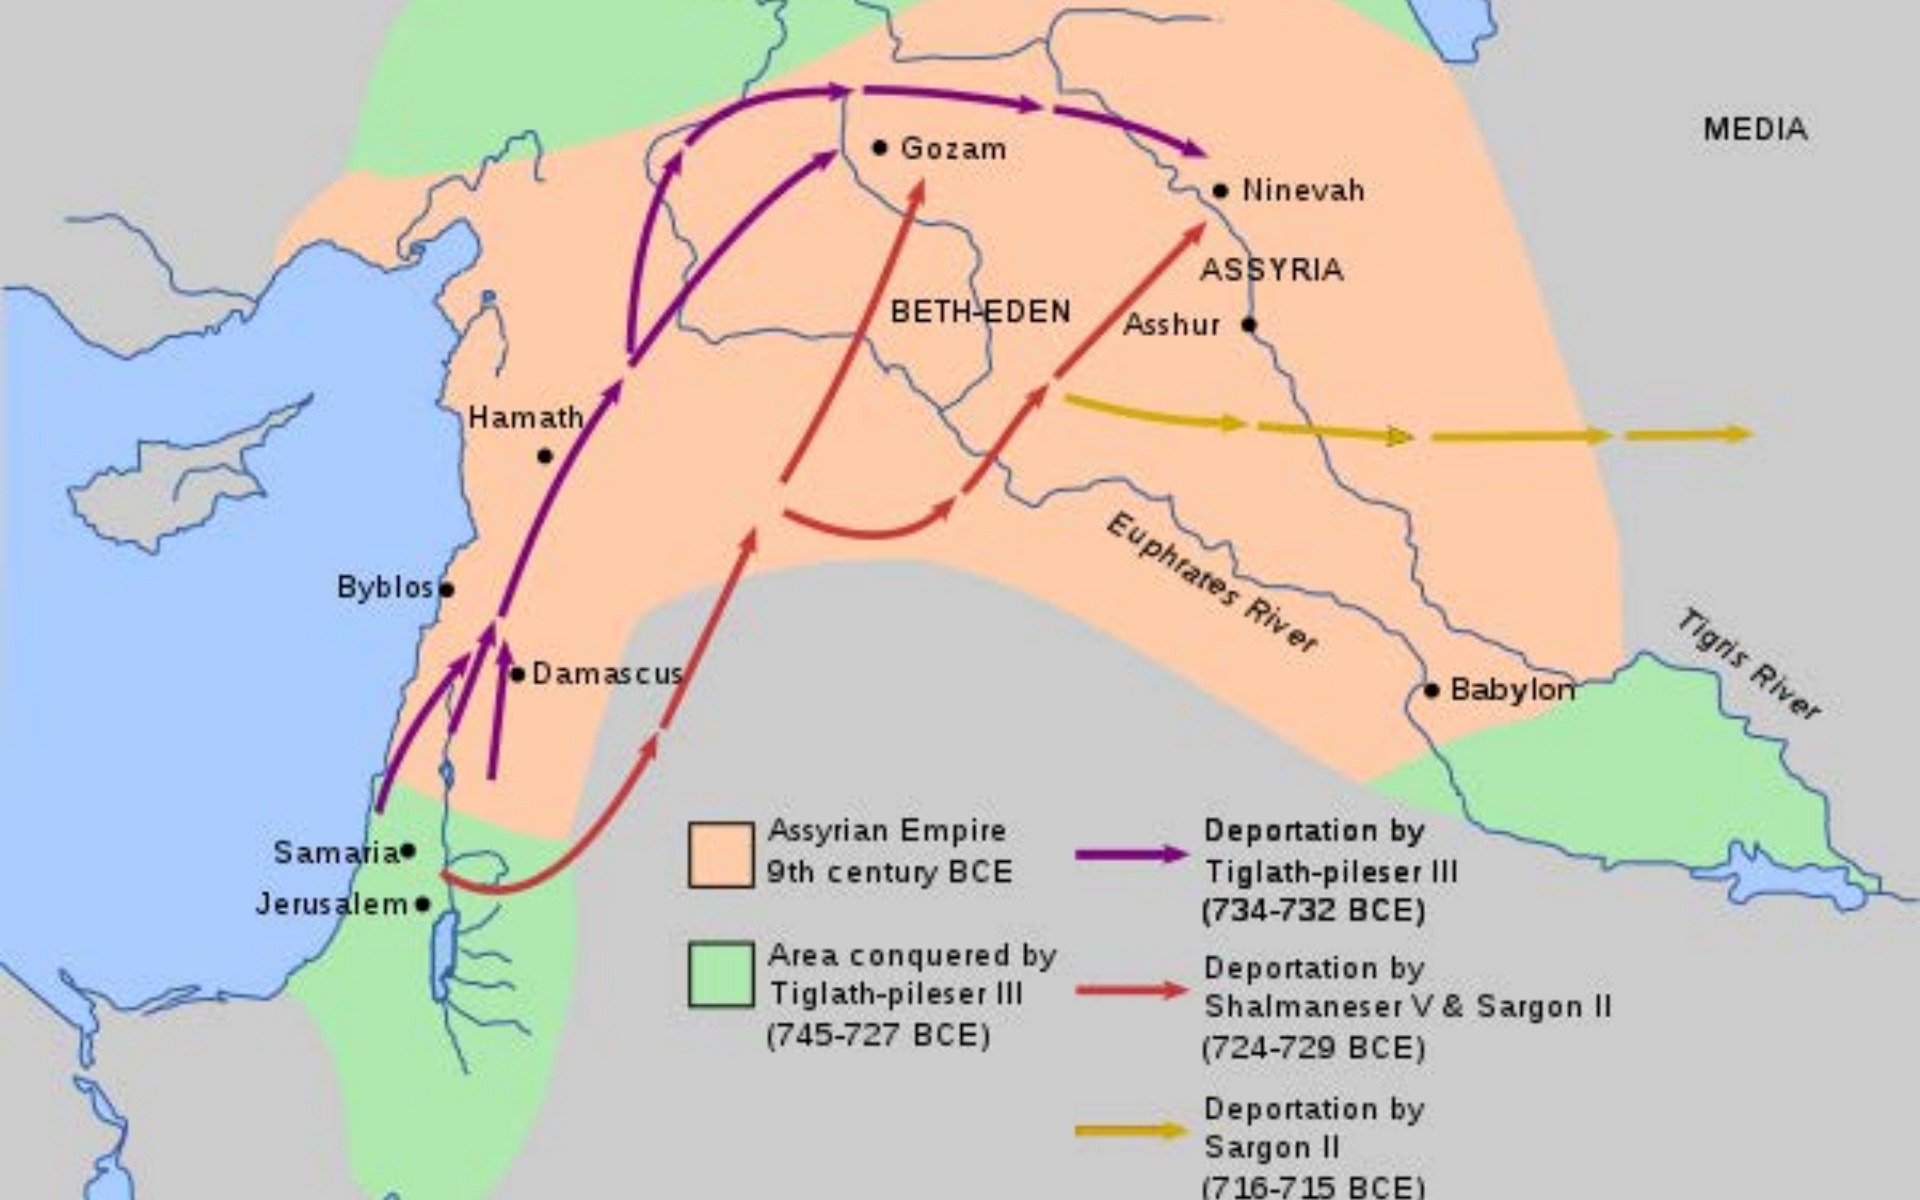 MEDIA
Gozam
Ninevah
ASSYRIA
BETH-EDEN
Asshur
Hamath
Euphrates River
Byblos
Tigris River
Damascus
Babylon
Samaria
Jerusalem
Assyrian Empire
9th century BCE
Area conquered by
Tiglath-pileser III
(745-727 BCE)
Deportation by
Tiglath-pileser III
(734-732 BCE)
Deportation by
Shalmaneser V & Sargon II
(724-729 BCE)
Deportation by
Sargon II
(716-715 BCE)